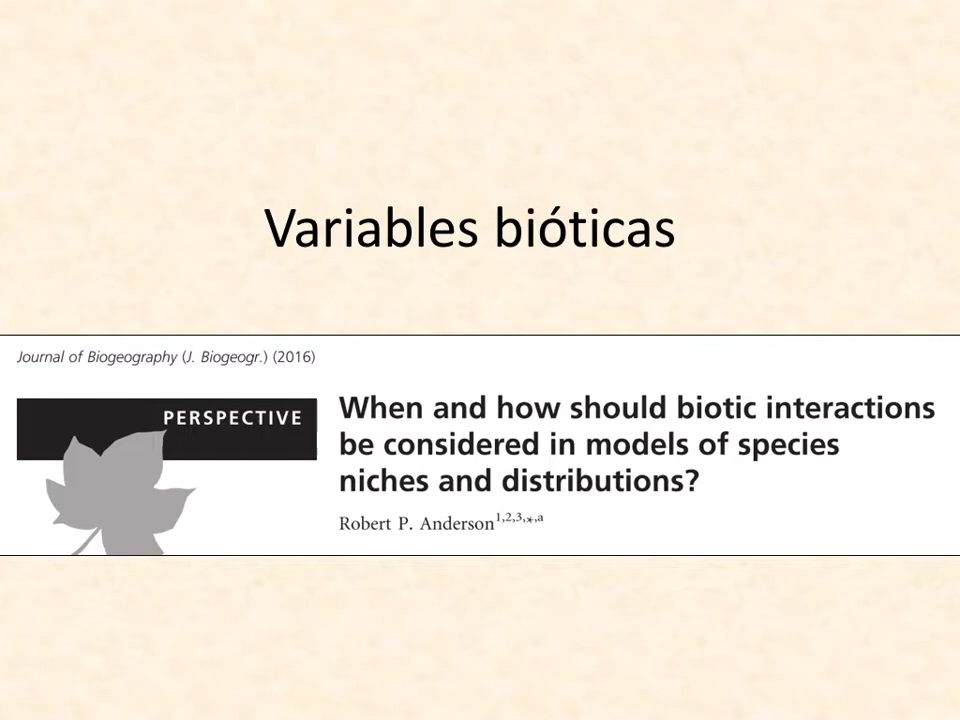 Variables bióticas
Journal of Biogeography (J. Biogeogr.) (2016)
PERSPECTIVE
When and how should biotic interactions
be considered in models of species
niches and distributions?
Robert P. Anderson1,2,3,*,a